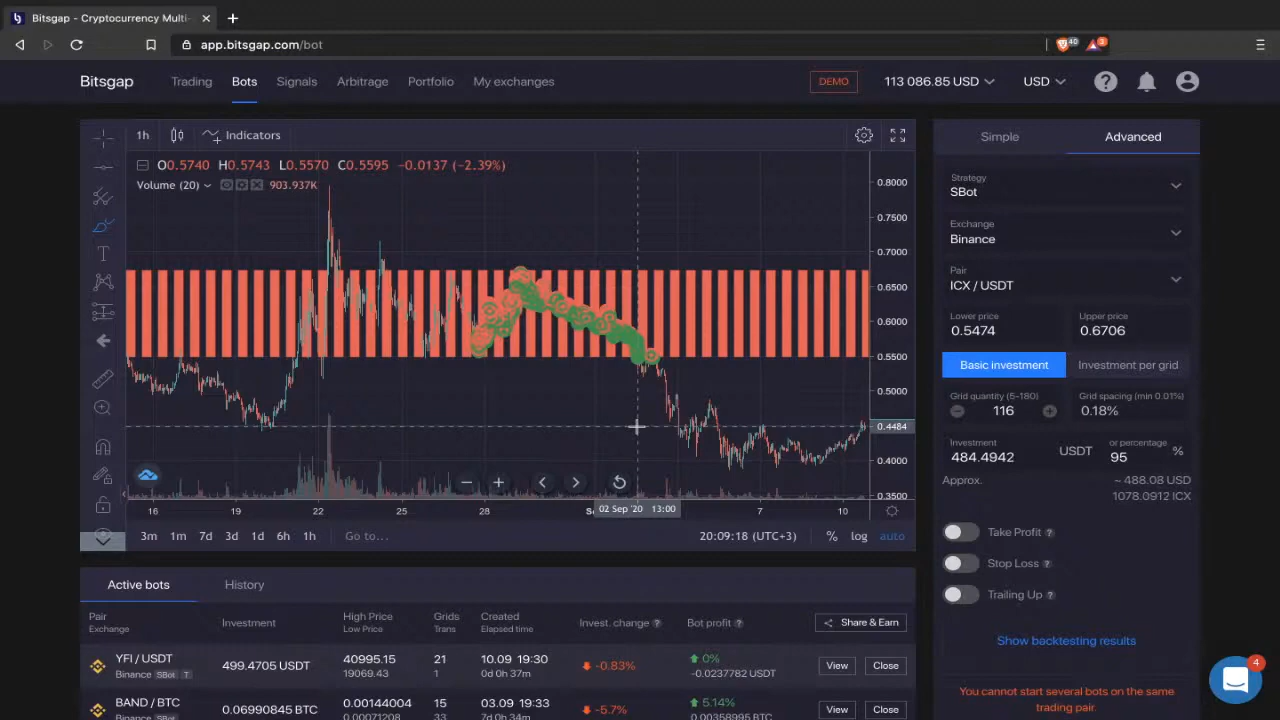 Bitsgap - Cryptocurrency Multi-
app.bitsgap.com/bot
40
3
Bitsgap Trading Bots Signals Arbitrage Portfolio My exchanges DEMO 113 086.85 USD USD
1h Indicators
O0.5740 H0.5743 L0.5570 C0.5595 −0.0137 (−2.39%)
Volume (20) 903.937K
0.8000
0.7500
0.7000
0.6500
0.6000
0.5500
0.5000
0.4484
0.4000
0.3500
16 19 22 25 28 S 02 Sep '20 13:00 7 10
3m 1m 7d 3d 1d 6h 1h Go to... 20:09:18 (UTC+3) % log auto
Simple Advanced
Strategy
SBot
Exchange
Binance
Pair
ICX / USDT
Lower price Upper price
0.5474 0.6706
Basic investment Investment per grid
Grid quantity (5-180) Grid spacing (min 0.01%)
116 0.18%
Investment or percentage
484.4942 USDT 95 %
Approx. ~ 488.08 USD
1078.0912 ICX
Take Profit ?
Stop Loss ?
Trailing Up ?
Show backtesting results
You cannot start several bots on the same
trading pair.
4
Active bots History
Pair Investment High Price Grids Created Invest. change ? Bot profit ? Share & Earn
Exchange Low Price Trans Elapsed time
YFI / USDT 499.4705 USDT 40995.15 21 10.09 19:30 -0.83% 0% View Close
Binance SBot T 19069.43 1 0d 0h 37m -0.0237782 USDT
BAND / BTC 0.06990845 BTC 0.00144004 15 03.09 19:33 -5.7% 5.14% View Close
Binance SBot 0.00071208 33 0.00358995 BTC